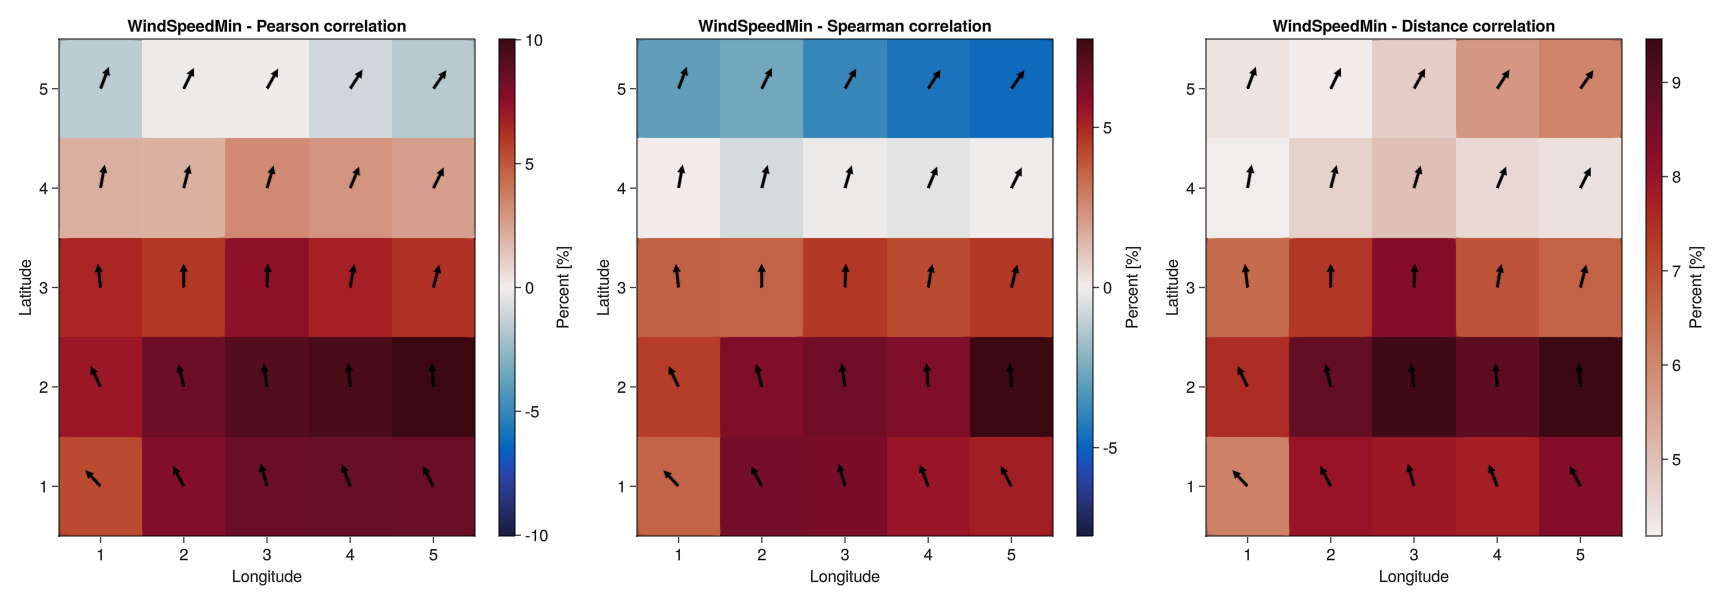 WindSpeedMin - Pearson correlation
5
4
3
2
1
Latitude
1 2 3 4 5
Longitude
10
5
0
-5
-10
Percent [%]
WindSpeedMin - Spearman correlation
5
4
3
2
1
Latitude
1 2 3 4 5
Longitude
5
0
-5
Percent [%]
WindSpeedMin - Distance correlation
5
4
3
2
1
Latitude
1 2 3 4 5
Longitude
9
8
7
6
5
Percent [%]